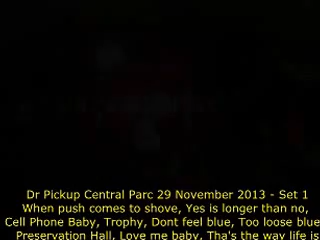 Dr Pickup Central Parc 29 November 2013 - Set 1
When push comes to shove, Yes is longer than no,
Cell Phone Baby, Trophy, Dont feel blue, Too loose blues
Preservation Hall, Love me baby, Tha's the way life is